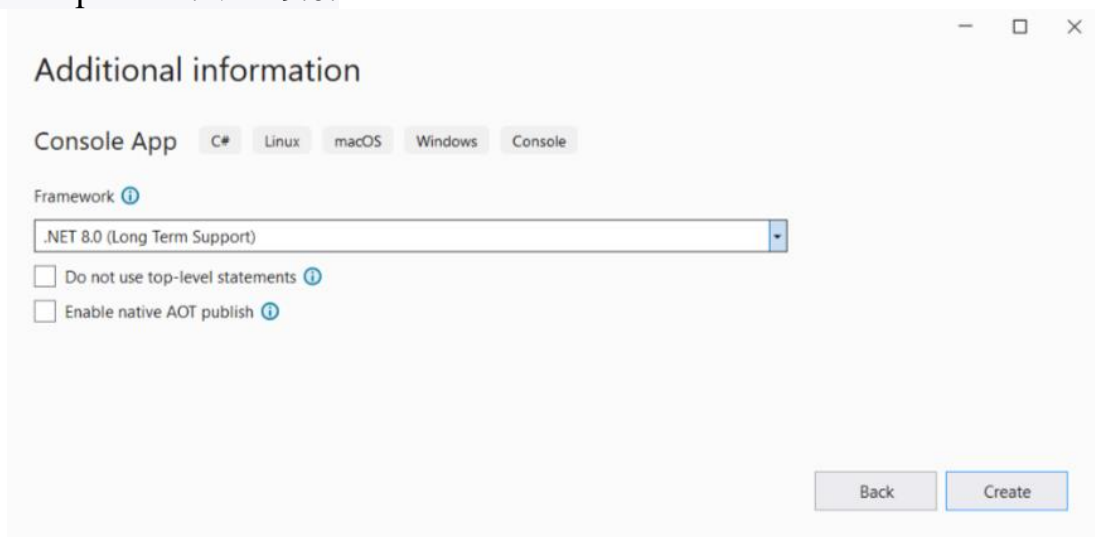 Additional information
Console App C# Linux macOS Windows Console
Framework
.NET 8.0 (Long Term Support)
Do not use top-level statements
Enable native AOT publish
Back Create